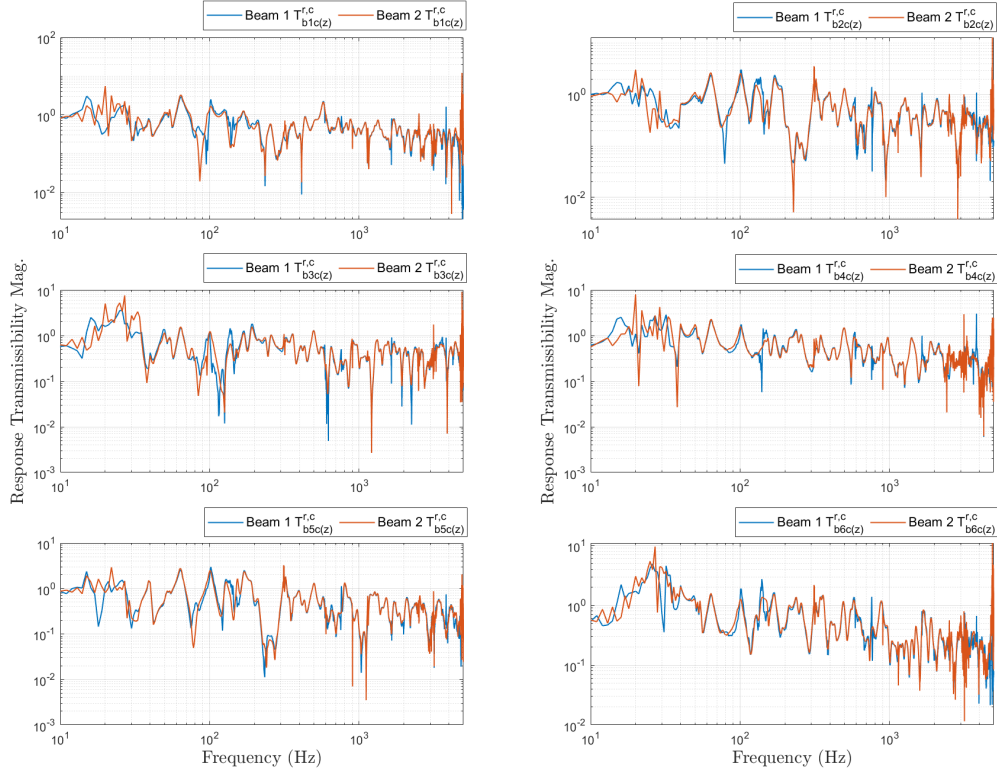 Beam 1 T^{r,c}_{b1c(z)} Beam 2 T^{r,c}_{b1c(z)}
Beam 1 T^{r,c}_{b2c(z)} Beam 2 T^{r,c}_{b2c(z)}
10^2
10^0
10^{-2}
10^1 10^2 10^3
10^0
10^{-2}
10^1 10^2 10^3
Response Transmissibility Mag.
Beam 1 T^{r,c}_{b3c(z)} Beam 2 T^{r,c}_{b3c(z)}
10^1
10^0
10^{-1}
10^{-2}
10^{-3}
10^1 10^2 10^3
Response Transmissibility Mag.
Beam 1 T^{r,c}_{b4c(z)} Beam 2 T^{r,c}_{b4c(z)}
10^1
10^0
10^{-1}
10^{-2}
10^{-3}
10^1 10^2 10^3
Beam 1 T^{r,c}_{b5c(z)} Beam 2 T^{r,c}_{b5c(z)}
10^1
10^0
10^{-1}
10^{-2}
10^{-3}
10^1 10^2 10^3
Frequency (Hz)
Beam 1 T^{r,c}_{b6c(z)} Beam 2 T^{r,c}_{b6c(z)}
10^1
10^0
10^{-1}
10^{-2}
10^1 10^2 10^3
Frequency (Hz)